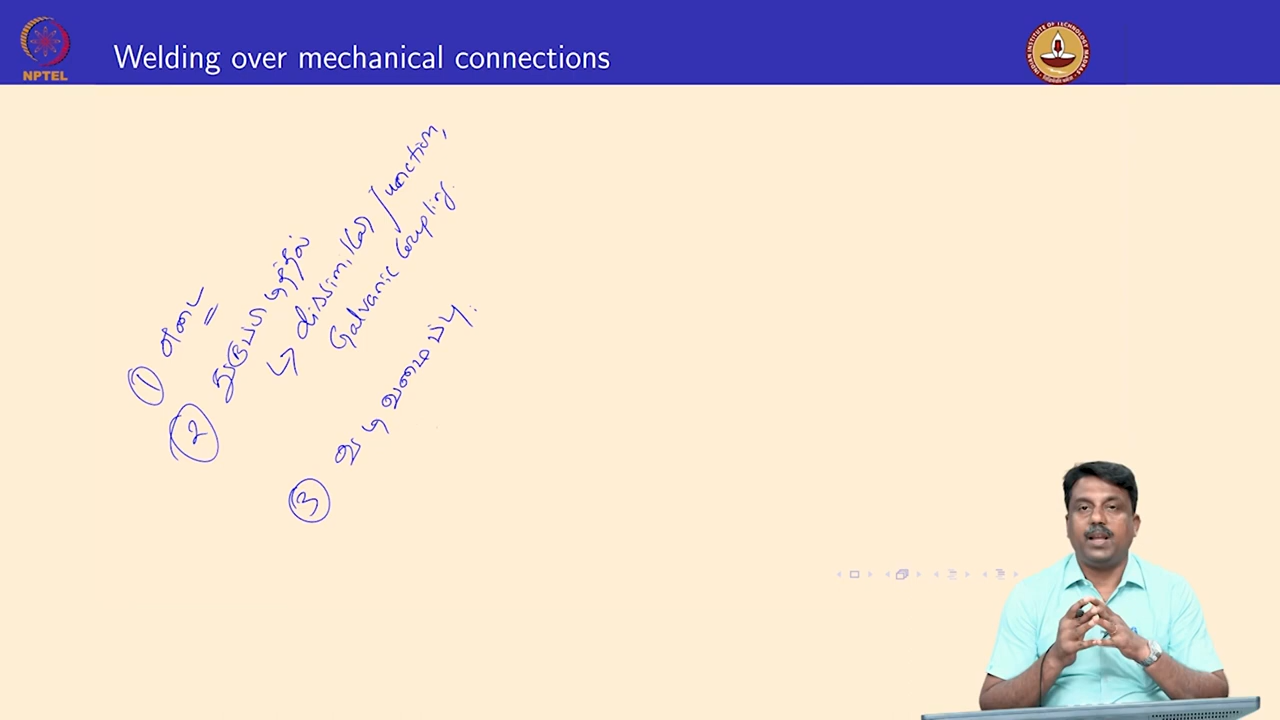 NPTEL
Welding over mechanical connections
① எடை
② துருப்பிடித்தல்
↳ dissimilar junction,
Galvanic coupling.
③ வடிவமைப்பு.